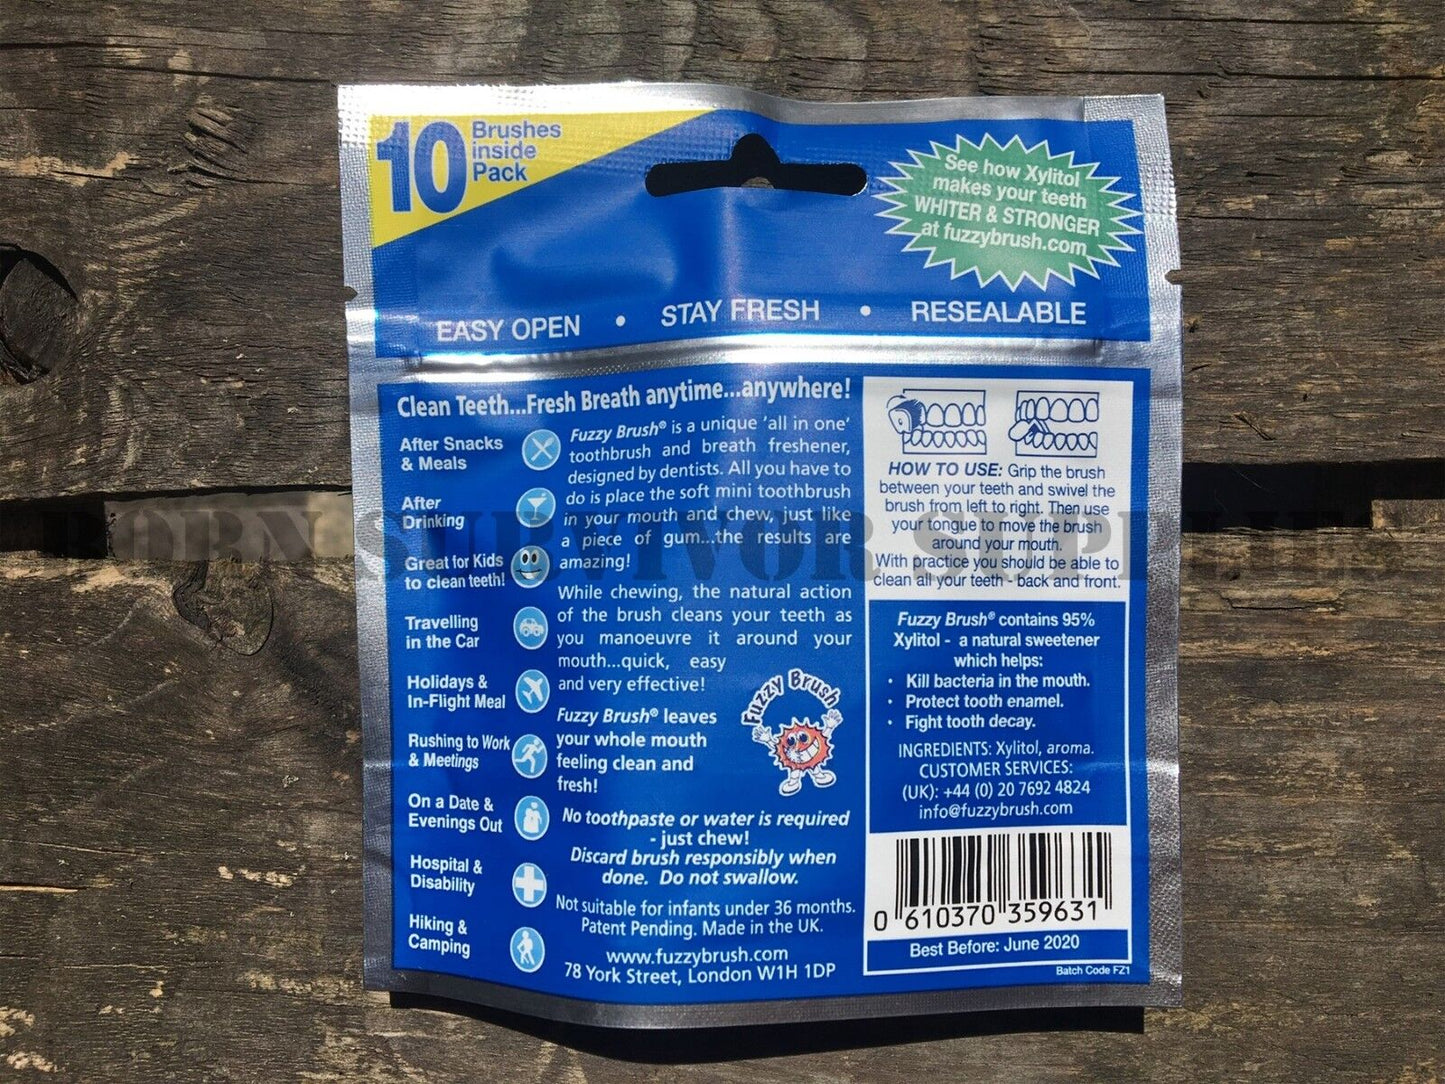 10 Brushes
inside
Pack
See how Xylitol
makes your teeth
WHITER & STRONGER
at fuzzybrush.com
EASY OPEN • STAY FRESH • RESEALABLE
Clean Teeth...Fresh Breath anytime...anywhere!
After Snacks
& Meals
After
Drinking
Great for Kids
to clean teeth!
Travelling
in the Car
Holidays &
In-Flight Meal
Rushing to Work
& Meetings
On a Date &
Evenings Out
Hospital &
Disability
Hiking &
Camping
Fuzzy Brush® is a unique 'all in one'
toothbrush and breath freshener,
designed by dentists. All you have to
do is place the soft mini toothbrush
in your mouth and chew, just like
a piece of gum...the results are
amazing!
While chewing, the natural action
of the brush cleans your teeth as
you manoeuvre it around your
mouth...quick, easy
and very effective!
Fuzzy Brush® leaves
your whole mouth
feeling clean and
fresh!
Fuzzy Brush
No toothpaste or water is required
- just chew!
Discard brush responsibly when
done. Do not swallow.
Not suitable for infants under 36 months.
Patent Pending. Made in the UK.
www.fuzzybrush.com
78 York Street, London W1H 1DP
HOW TO USE: Grip the brush
between your teeth and swivel the
brush from left to right. Then use
your tongue to move the brush
around your mouth.
With practice you should be able to
clean all your teeth - back and front.
Fuzzy Brush® contains 95%
Xylitol - a natural sweetener
which helps:
• Kill bacteria in the mouth.
• Protect tooth enamel.
• Fight tooth decay.
INGREDIENTS: Xylitol, aroma.
CUSTOMER SERVICES:
(UK): +44 (0) 20 7692 4824
info@fuzzybrush.com
0 610370 359631
Best Before: June 2020
Batch Code FZ1
BORN SURVIVOR SUPPLIES